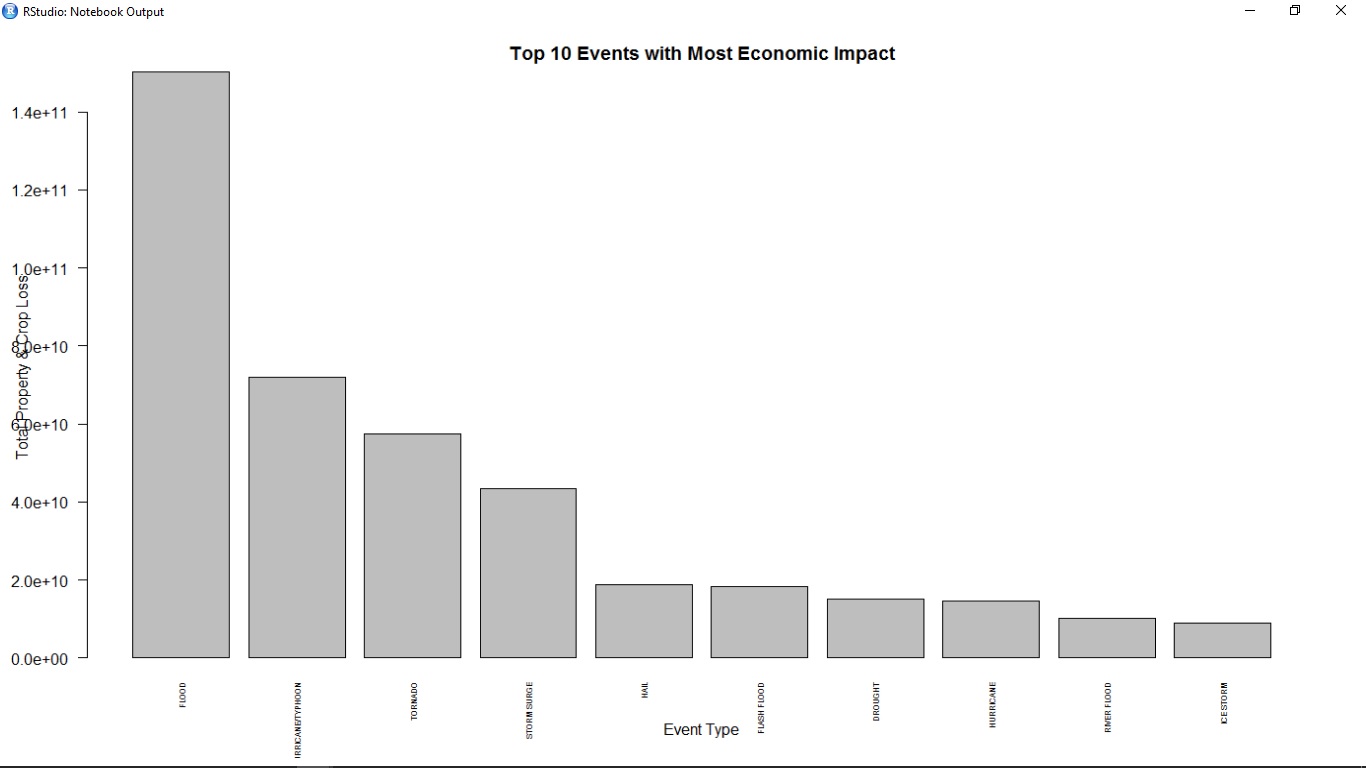 RStudio: Notebook Output
Top 10 Events with Most Economic Impact
1.4e+11
1.2e+11
1.0e+11
8.0e+10
6.0e+10
4.0e+10
2.0e+10
0.0e+00
Total Property & Crop Loss
FLOOD
IRRICANE/TYPHOON
TORNADO
STORM SURGE
HAIL
FLASH FLOOD
DROUGHT
HURRICANE
RIVER FLOOD
ICE STORM
Event Type